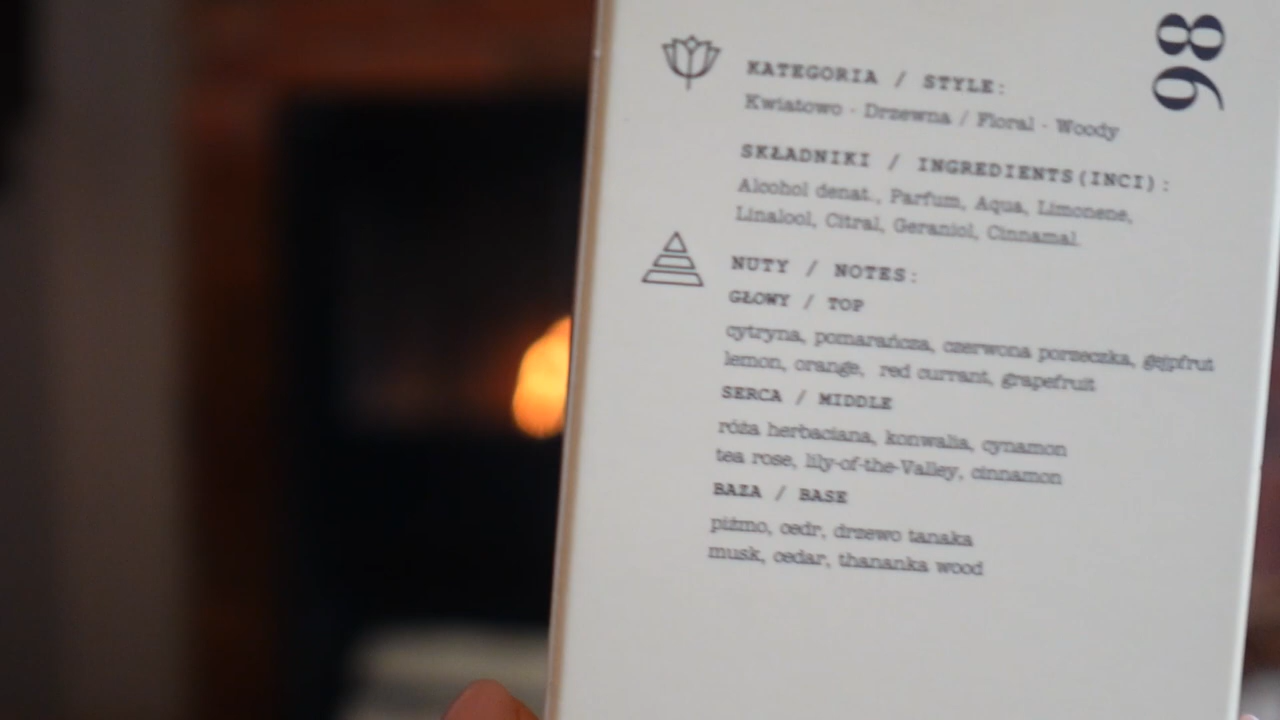 98
KATEGORIA / STYLE:
Kwiatowo - Drzewna / Floral - Woody
SKŁADNIKI / INGREDIENTS(INCI):
Alcohol denat., Parfum, Aqua, Limonene,
Linalool, Citral, Geraniol, Cinnamal.
NUTY / NOTES:
GŁOWY / TOP
cytryna, pomarańcza, czerwona porzeczka,
lemon, orange, red currant, grapefruit
SERCA / MIDDLE
róża herbaciana, konwalia, cynamon
tea rose, lily-of-the-Valley, cinnamon
BAZA / BASE
piżmo, cedr, drzewo tanaka
musk, cedar, thananka wood